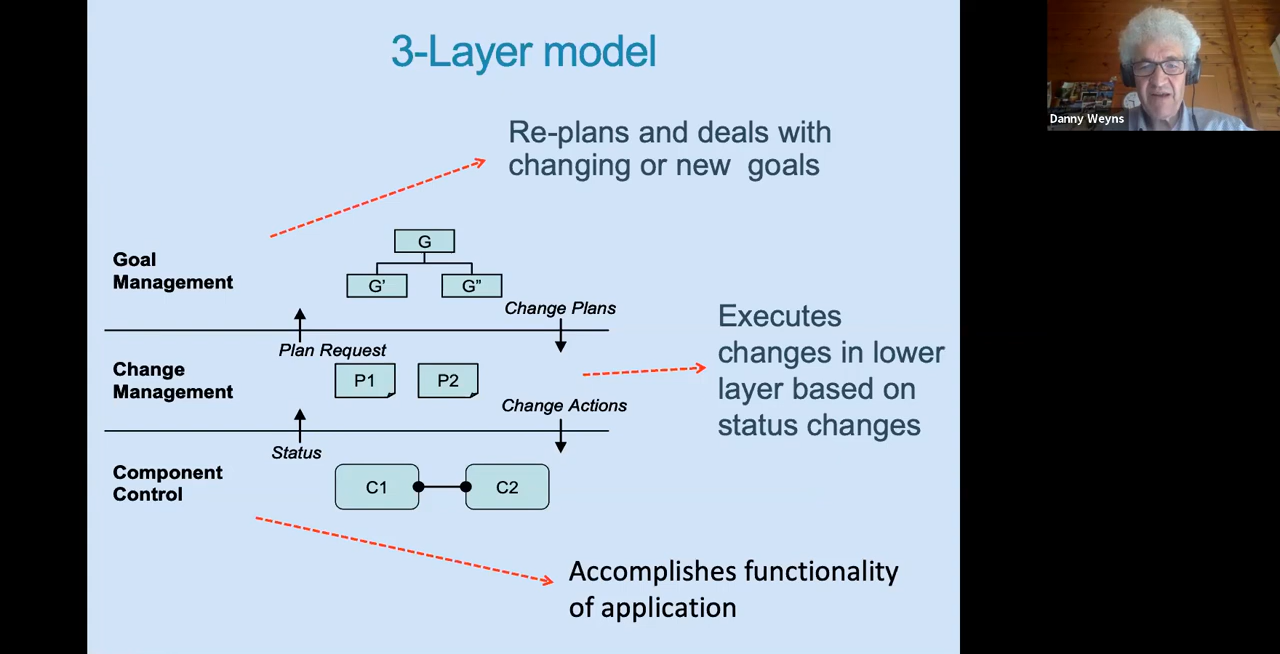 3-Layer model
Re-plans and deals with
changing or new goals
Danny Weyns
Goal
Management
G
G'
G"
Change Plans
Plan Request
Executes
changes in lower
layer based on
status changes
Change
Management
P1
P2
Change Actions
Status
Component
Control
C1
C2
Accomplishes functionality
of application